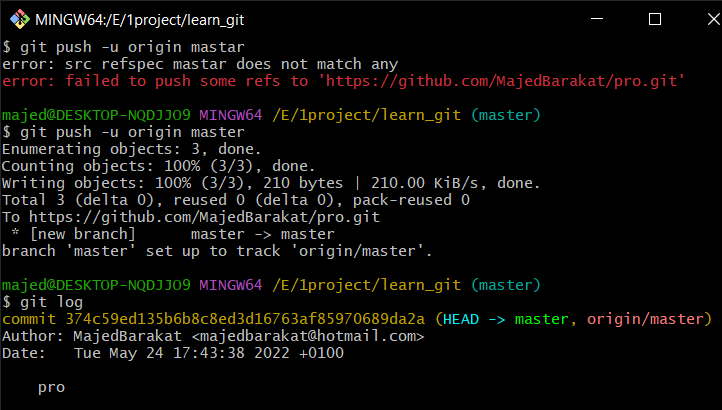 MINGW64:/E/1project/learn_git
$ git push -u origin mastar
error: src refspec mastar does not match any
error: failed to push some refs to 'https://github.com/MajedBarakat/pro.git'
majed@DESKTOP-NQDJJO9 MINGW64 /E/1project/learn_git (master)
$ git push -u origin master
Enumerating objects: 3, done.
Counting objects: 100% (3/3), done.
Writing objects: 100% (3/3), 210 bytes | 210.00 KiB/s, done.
Total 3 (delta 0), reused 0 (delta 0), pack-reused 0
To https://github.com/MajedBarakat/pro.git
 * [new branch]      master -> master
branch 'master' set up to track 'origin/master'.
majed@DESKTOP-NQDJJO9 MINGW64 /E/1project/learn_git (master)
$ git log
commit 374c59ed135b6b8c8ed3d16763af85970689da2a (HEAD -> master, origin/master)
Author: MajedBarakat <majedbarakat@hotmail.com>
Date:   Tue May 24 17:43:38 2022 +0100
    pro